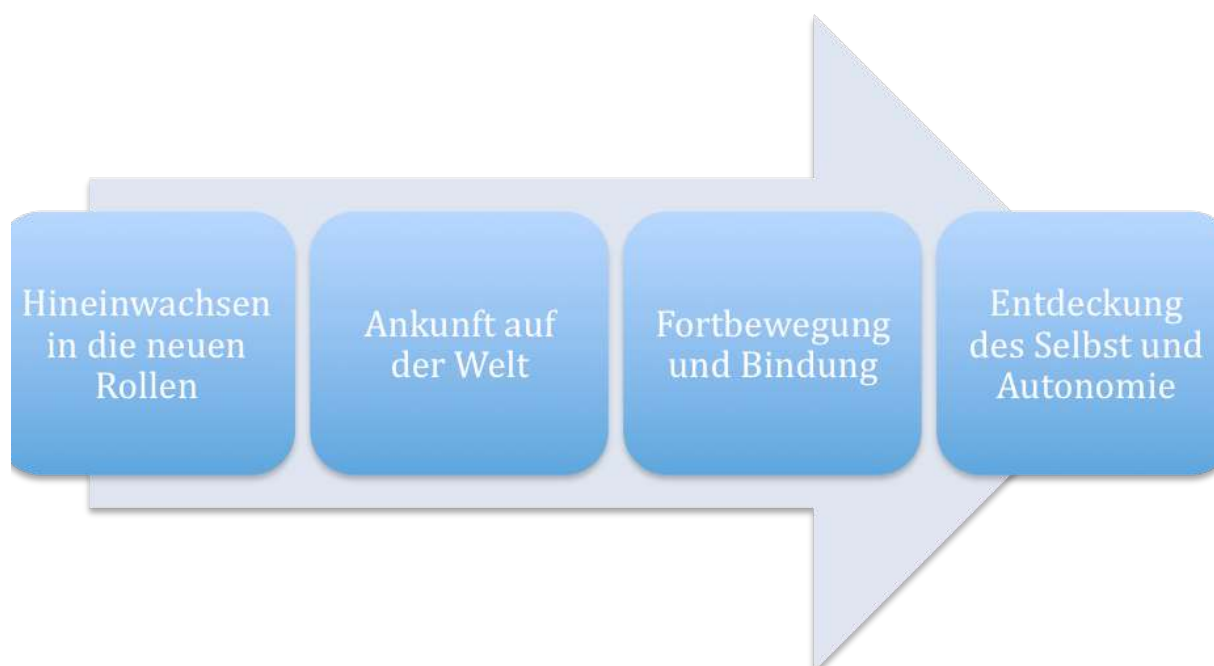 Hineinwachsen
in die neuen
Rollen
Ankunft auf
der Welt
Fortbewegung
und Bindung
Entdeckung
des Selbst und
Autonomie